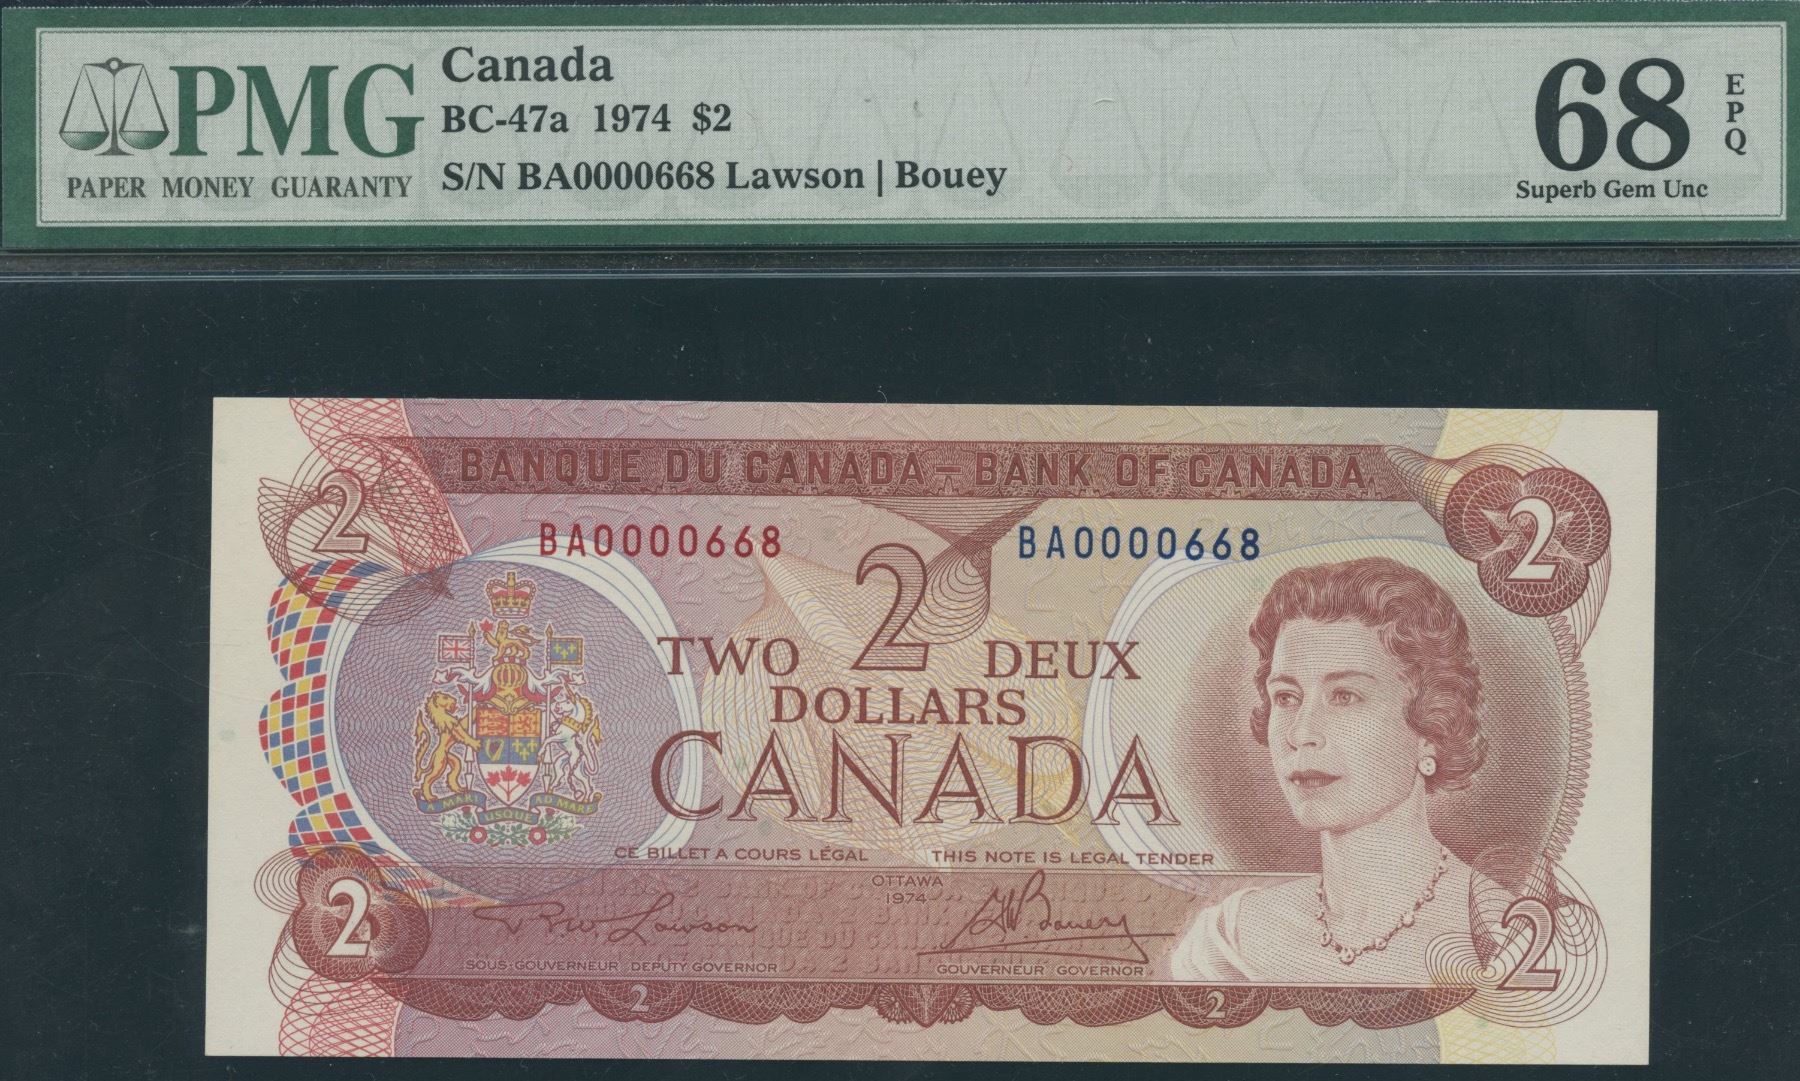 PMG
PAPER MONEY GUARANTY
Canada
BC-47a 1974 $2
S/N BA0000668 Lawson | Bouey
68
EPQ
Superb Gem Unc
BANQUE DU CANADA – BANK OF CANADA
2
2
BA0000668
BA0000668
2
TWO DEUX
DOLLARS
CANADA
A MARI USQUE AD MARE
CE BILLET A COURS LÉGAL
THIS NOTE IS LEGAL TENDER
OTTAWA
1974
R.W. Lawson
G K Bouey
SOUS-GOUVERNEUR DEPUTY GOVERNOR
GOUVERNEUR GOVERNOR
2
2
2
2